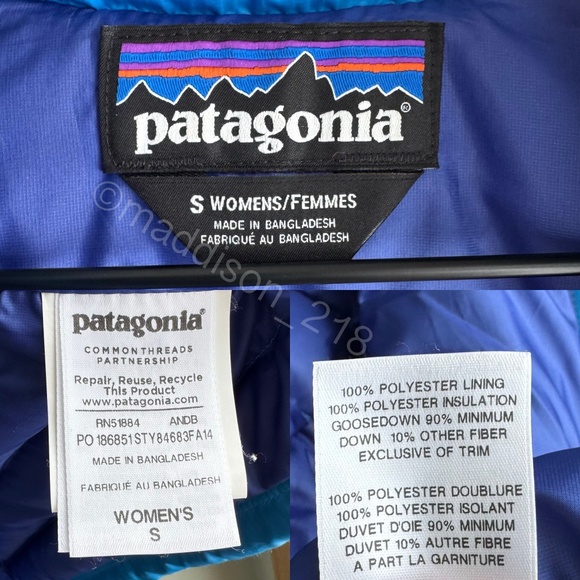 patagonia®
S WOMENS/FEMMES
MADE IN BANGLADESH
FABRIQUÉ AU BANGLADESH
©maddison_218
patagonia®
COMMONTHREADS
PARTNERSHIP
Repair, Reuse, Recycle
This Product
www.patagonia.com
RN51884 ANDB
PO186851STY84683FA14
MADE IN BANGLADESH
FABRIQUÉ AU BANGLADESH
WOMEN'S
S
100% POLYESTER LINING
100% POLYESTER INSULATION
GOOSEDOWN 90% MINIMUM
DOWN 10% OTHER FIBER
EXCLUSIVE OF TRIM
100% POLYESTER DOUBLURE
100% POLYESTER ISOLANT
DUVET D'OIE 90% MINIMUM
DUVET 10% AUTRE FIBRE
A PART LA GARNITURE